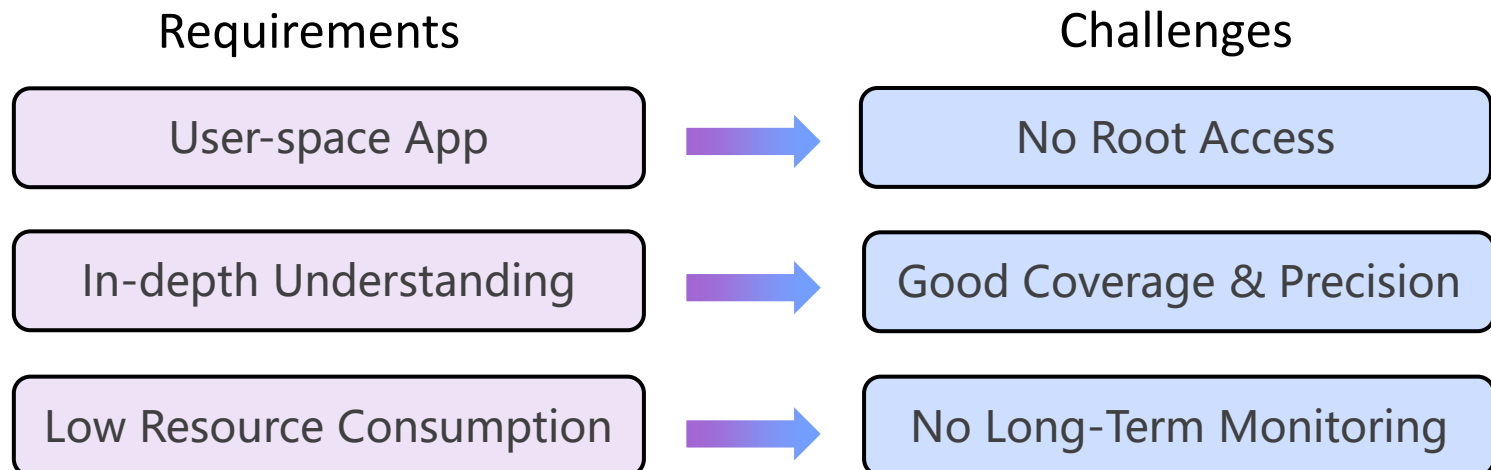 Requirements
Challenges
User-space App
No Root Access
In-depth Understanding
Good Coverage & Precision
Low Resource Consumption
No Long-Term Monitoring